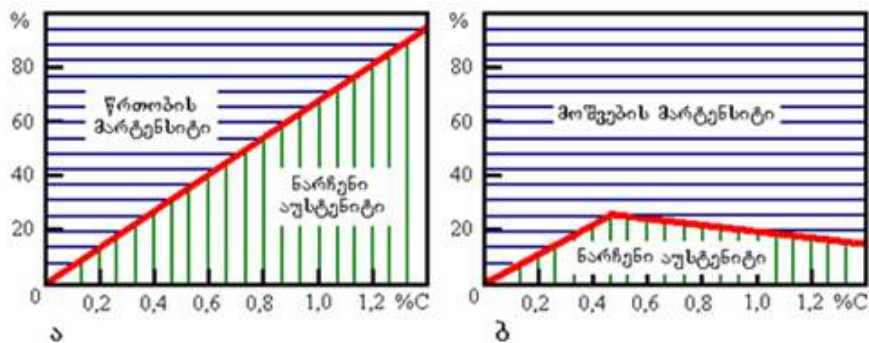 %
80
60
40
20
0
წრთობის
მარტენსიტი
ნარჩენი
აუსტენიტი
0,2 0,4 0,6 0,8 1,0 1,2 %C
ა
%
80
60
40
20
0
მოშვების მარტენსიტი
ნარჩენი აუსტენიტი
0,2 0,4 0,6 0,8 1,0 1,2 %C
ბ